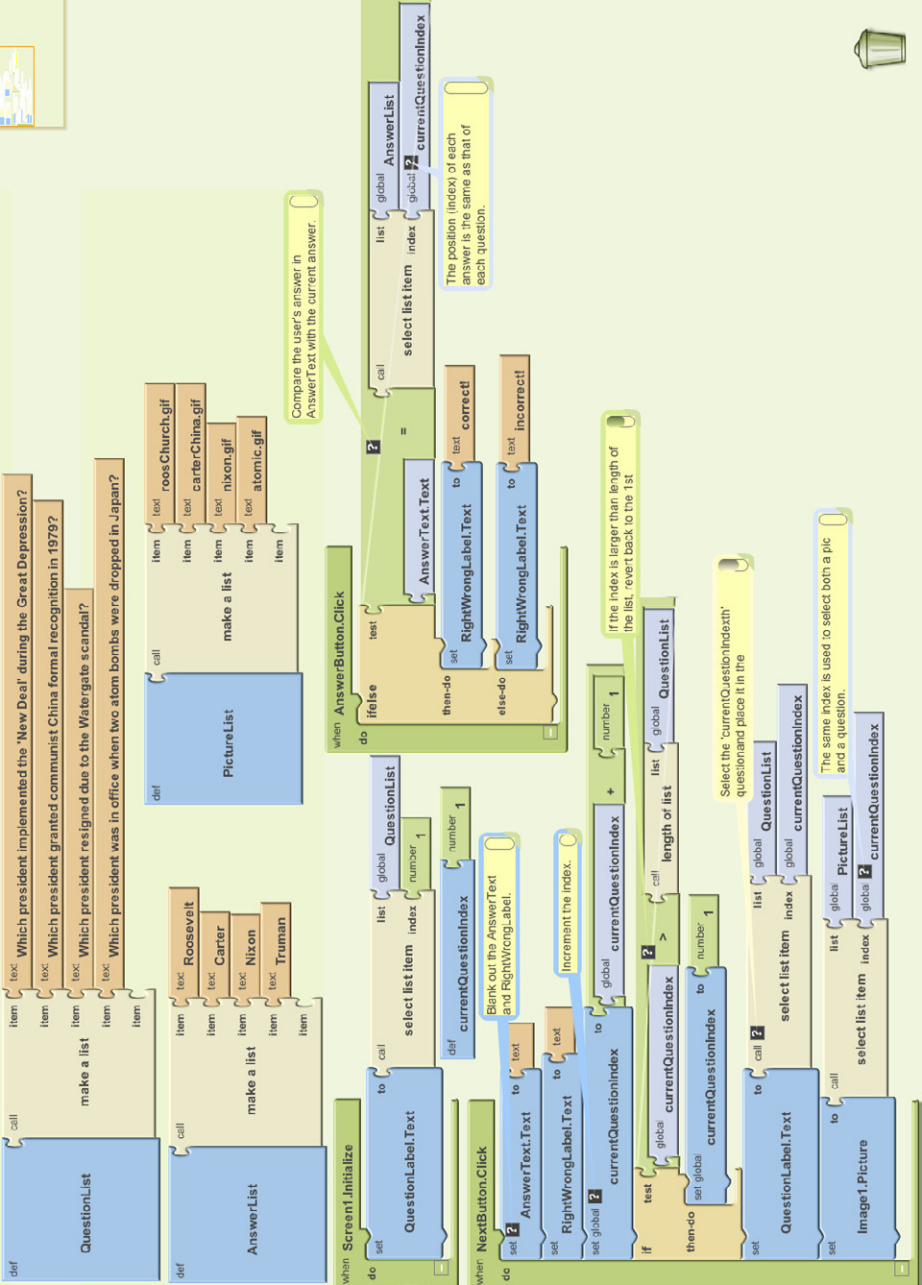 def QuestionList call make a list item text Which president implemented the 'New Deal' during the Great Depression?
item text Which president granted communist China formal recognition in 1979?
item text Which president resigned due to the Watergate scandal?
item text Which president was in office when two atom bombs were dropped in Japan?
item
def AnswerList call make a list item text Roosevelt
item text Carter
item text Nixon
item text Truman
item
def PictureList call make a list item text roosChurch.gif
item text carterChina.gif
item text nixon.gif
item text atomic.gif
item
when Screen1.Initialize
do set QuestionLabel.Text to call select list item list global QuestionList
index number 1
def currentQuestionIndex number 1
when AnswerButton.Click
do ifelse test AnswerText.Text = call select list item list global AnswerList
index global currentQuestionIndex
then-do set RightWrongLabel.Text to text correct!
else-do set RightWrongLabel.Text to text incorrect!
Compare the user's answer in
AnswerText with the current answer.
The position (index) of each
answer is the same as that of
each question.
when NextButton.Click
do set AnswerText.Text to text
set RightWrongLabel.Text to text
set global currentQuestionIndex to global currentQuestionIndex + number 1
if test global currentQuestionIndex > call length of list list global QuestionList
then-do set global currentQuestionIndex to number 1
set QuestionLabel.Text to call select list item list global QuestionList
index global currentQuestionIndex
set Image1.Picture to call select list item list global PictureList
index global currentQuestionIndex
Blank out the AnswerText
and RightWrongLabel.
Increment the index.
If the index is larger than length of
the list, revert back to the 1st
Select the 'currentQuestionIndexth'
questionand place it in the
The same index is used to select both a pic
and a question.